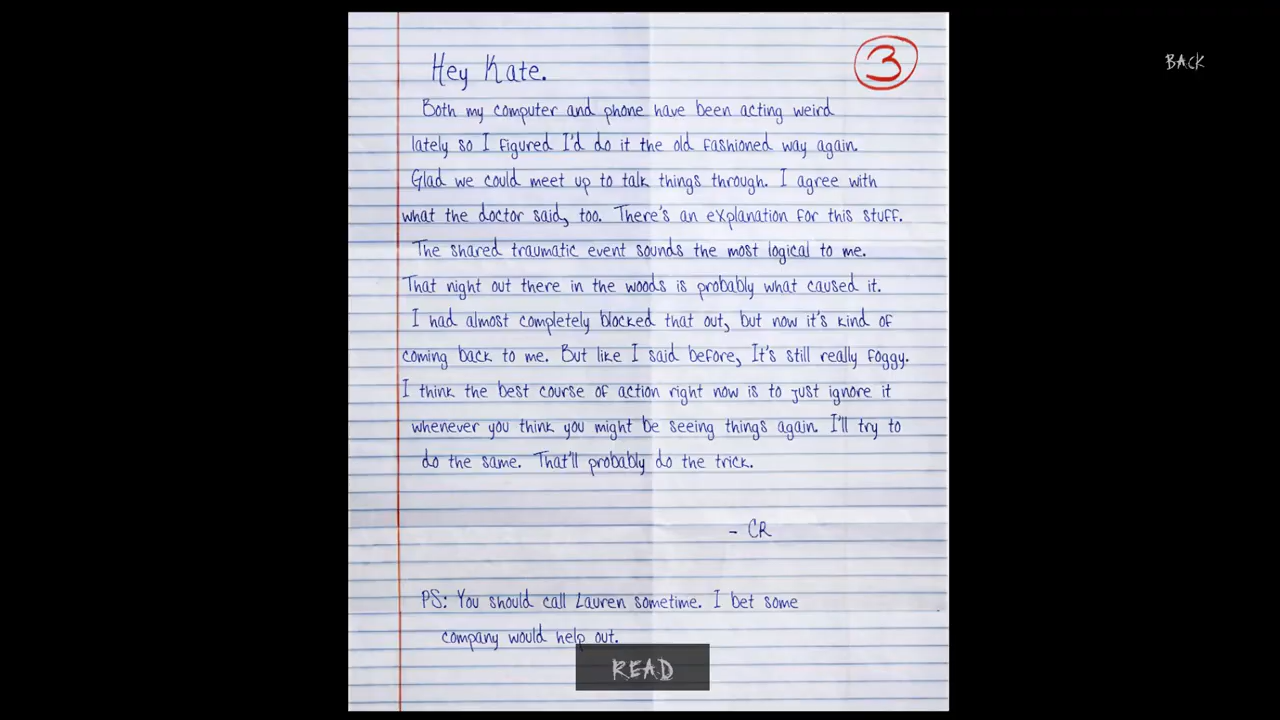 3
BACK
Hey Kate.
Both my computer and phone have been acting weird
lately so I figured I'd do it the old fashioned way again.
Glad we could meet up to talk things through. I agree with
what the doctor said, too. There's an explanation for this stuff.
The shared traumatic event sounds the most logical to me.
That night out there in the woods is probably what caused it.
I had almost completely blocked that out, but now it's kind of
coming back to me. But like I said before, It's still really foggy.
I think the best course of action right now is to just ignore it
whenever you think you might be seeing things again. I'll try to
do the same. That'll probably do the trick.
- CR
PS: You should call Lauren sometime. I bet some
company would help out.
READ